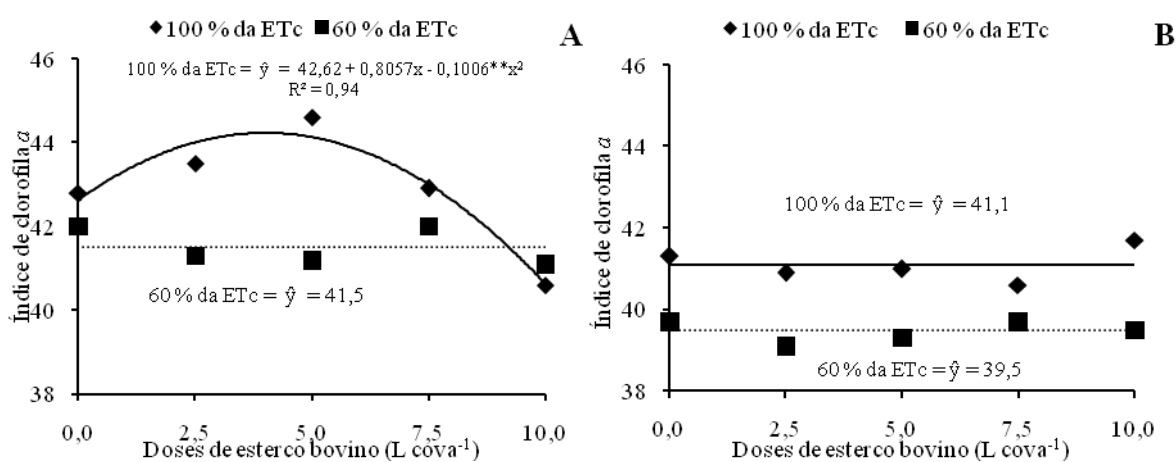 ◆100 % da ETc ■60 % da ETc
A
100 % da ETc = ŷ = 42,62 + 0,8057x - 0,1006**x²
R² = 0,94
60 % da ETc = ŷ = 41,5
Índice de clorofila a
46
44
42
40
38
0,0 2,5 5,0 7,5 10,0
Doses de esterco bovino (L cova⁻¹)
◆100 % da ETc ■60 % da ETc
B
100 % da ETc = ŷ = 41,1
60 % da ETc = ŷ = 39,5
Índice de clorofila a
46
44
42
40
38
0,0 2,5 5,0 7,5 10,0
Doses de esterco bovino (L cova⁻¹)